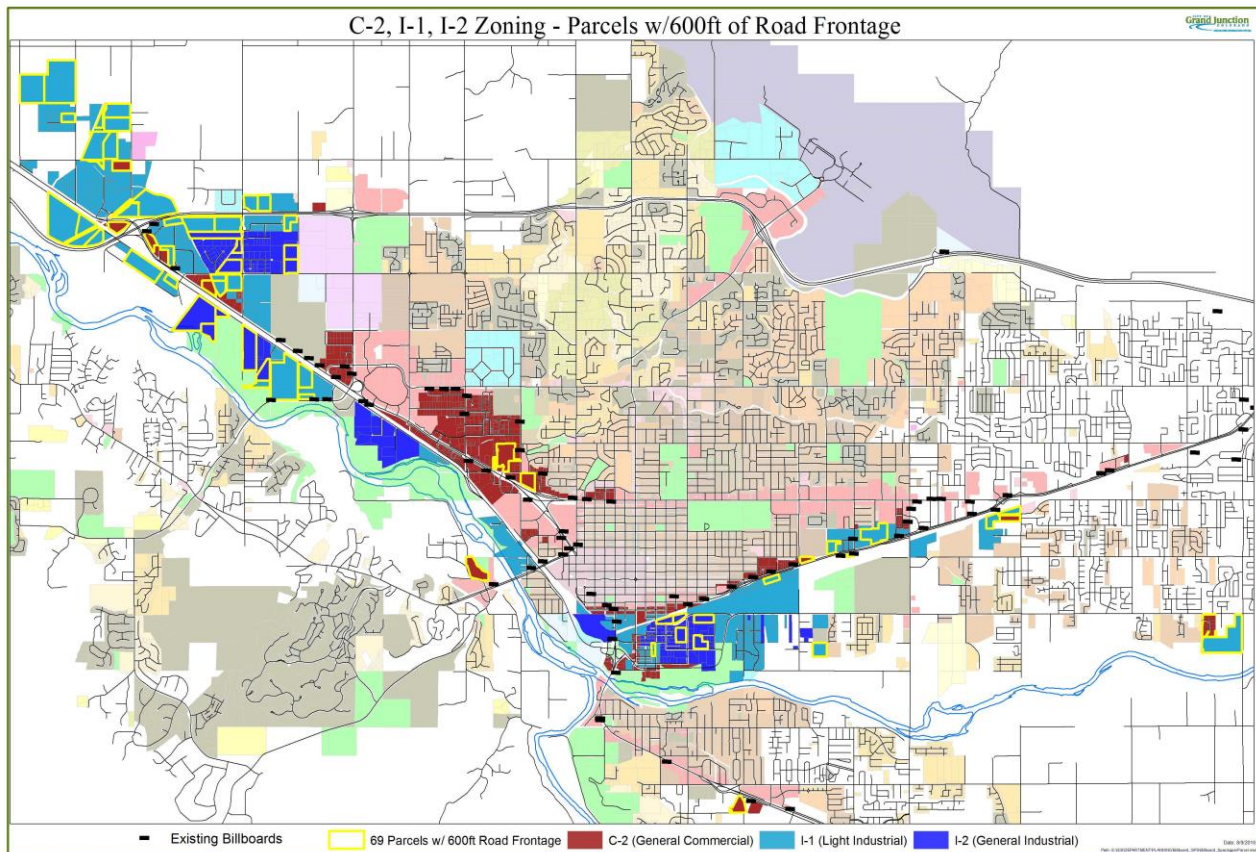 C-2, I-1, I-2 Zoning - Parcels w/600ft of Road Frontage
Grand Junction
COLORADO
Existing Billboards
69 Parcels w/ 600ft Road Frontage
C-2 (General Commercial)
I-1 (Light Industrial)
I-2 (General Industrial)